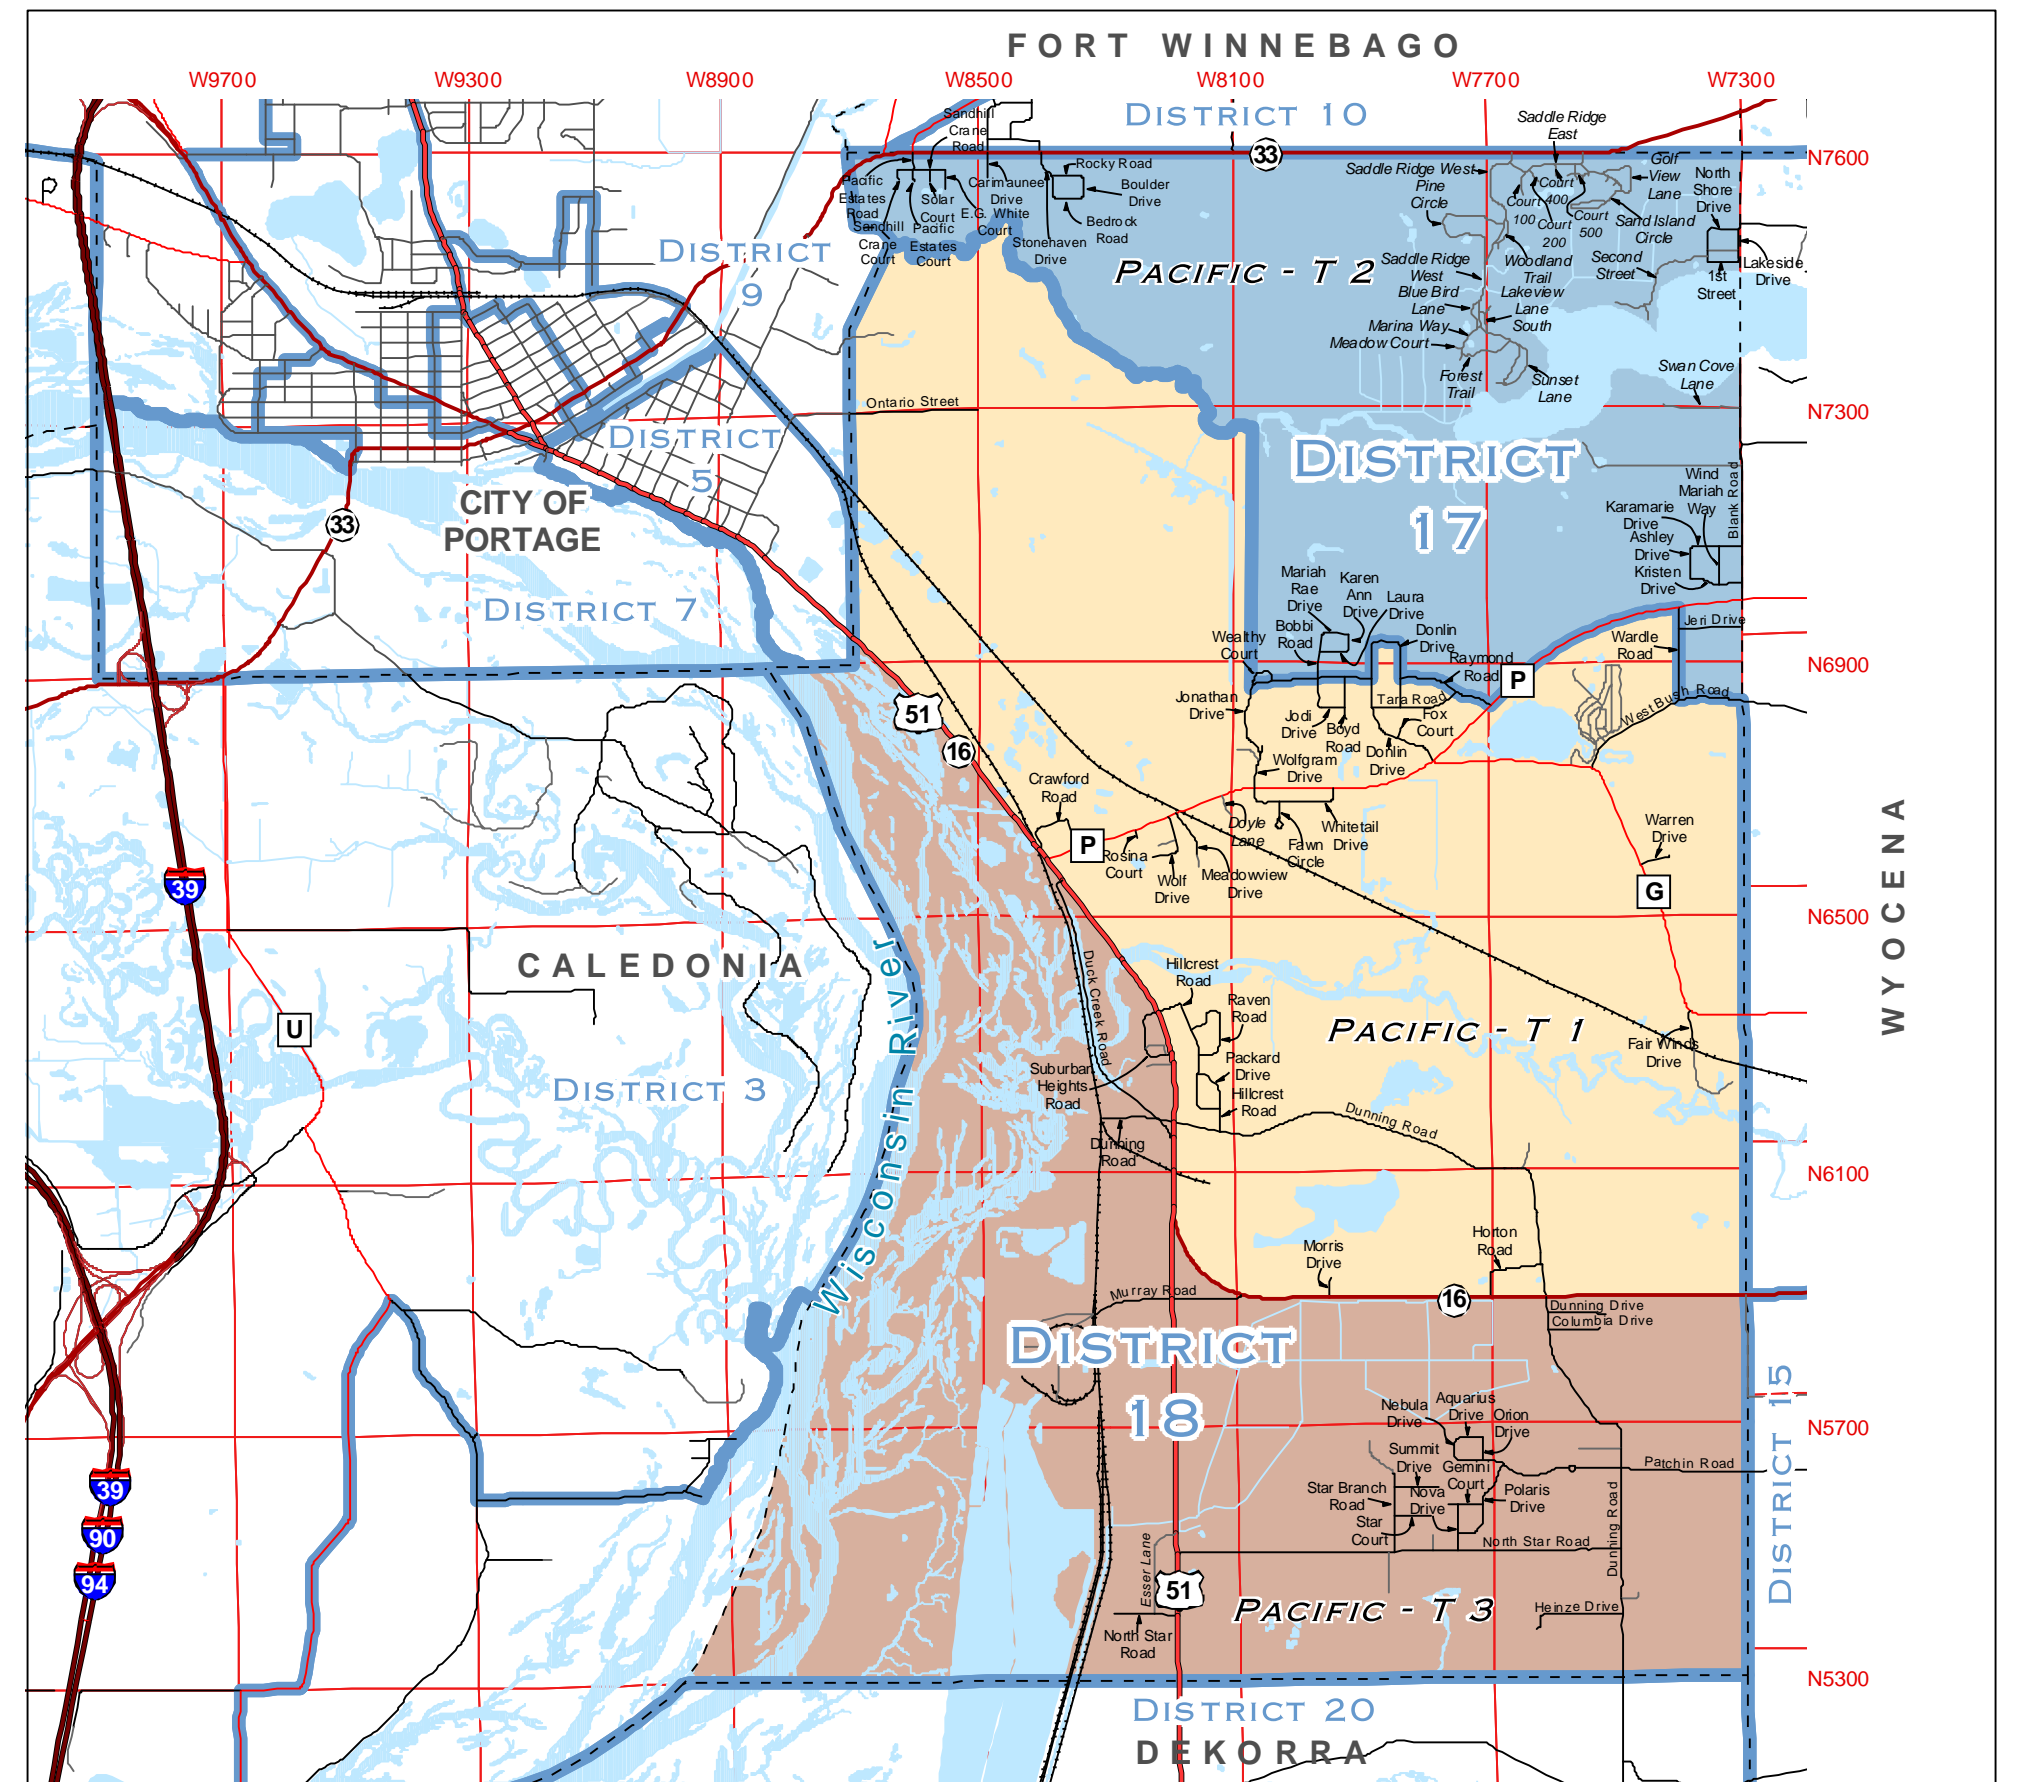 FORT WINNEBAGO
W9700
W9300
W8900
W8500
W8100
W7700
W7300
DISTRICT 10
Saddle Ridge
East
Sandhill
Crane
Road
33
N7600
Rocky Road
Saddle Ridge West
Pine
Circle
Golf
View
Lane
North
Shore
Drive
P
Pacific
Estates
Road
Solar
Court
Carimaunee
Drive
Boulder
Drive
Court
400
Court
100
Court
200
Court
500
Sand Island
Circle
E.G. White
Court
Bedrock
Road
Sandhill
Crane
Court
Pacific
Estates
Court
Stonehaven
Drive
DISTRICT
9
PACIFIC - T 2
Saddle Ridge
West
Woodland
Trail
Second
Street
1st
Street
Lakeside
Drive
Blue Bird
Lane
Lakeview
Lane
South
Marina Way
Meadow Court
Forest
Trail
Sunset
Lane
Swan Cove
Lane
Ontario Street
N7300
DISTRICT
5
DISTRICT
17
CITY OF
PORTAGE
33
Wind
Mariah
Way
Blank Road
Karamarie
Drive
Ashley
Drive
Kristen
Drive
DISTRICT 7
Mariah
Rae
Drive
Karen
Ann
Drive
Laura
Drive
Bobbi
Road
Wealthy
Court
Donlin
Drive
Raymond
Road
P
Wardle
Road
Jeri Drive
N6900
Jonathan
Drive
Tara Road
West Bush Road
Jodi
Drive
Boyd
Road
Fox
Court
Donlin
Drive
51
16
Wolfgram
Drive
Crawford
Road
P
Doyle
Lane
Whitetail
Drive
Fawn
Circle
Rosina
Court
Wolf
Drive
Meadowview
Drive
Warren
Drive
G
39
N6500
WYOCENA
CALEDONIA
Wisconsin River
Duck Creek Road
Hillcrest
Road
Raven
Road
U
PACIFIC - T 1
Fair Winds
Drive
DISTRICT 3
Suburban
Heights
Road
Packard
Drive
Hillcrest
Road
Dunning Road
Dunning
Road
N6100
Morris
Drive
Horton
Road
Murray Road
16
Dunning Drive
Columbia Drive
DISTRICT
18
DISTRICT 15
Nebula
Drive
Aquarius
Drive
Orion
Drive
N5700
Summit
Drive
Gemini
Court
Patchin Road
39
Star Branch
Road
Nova
Drive
Polaris
Drive
Star
Court
90
North Star Road
Dunning Road
94
Esser Lane
51
PACIFIC - T 3
Heinze Drive
North Star
Road
N5300
DISTRICT 20
DEKORRA